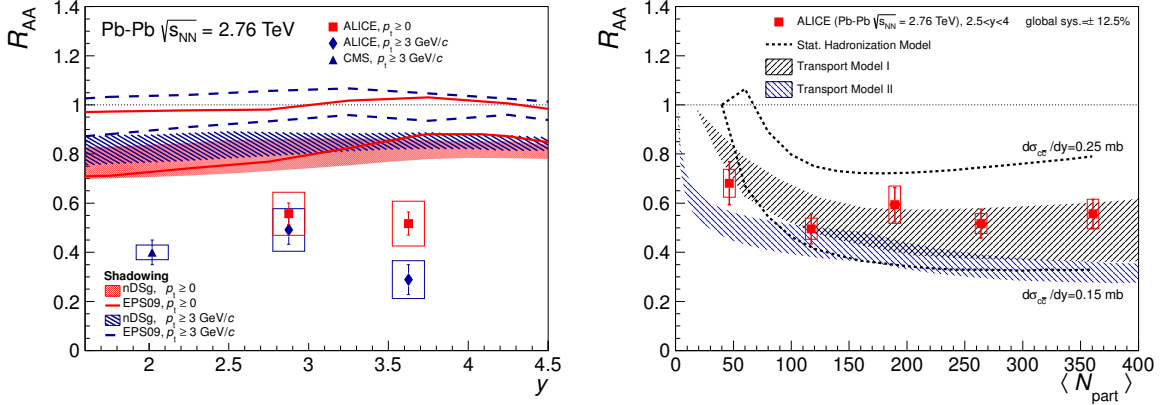 R_AA
Pb-Pb √s_NN = 2.76 TeV
ALICE, p_t ≥ 0
ALICE, p_t ≥ 3 GeV/c
CMS, p_t ≥ 3 GeV/c
1.4
1.2
1
0.8
0.6
0.4
0.2
0
Shadowing
nDSg, p_t ≥ 0
EPS09, p_t ≥ 0
nDSg, p_t ≥ 3 GeV/c
EPS09, p_t ≥ 3 GeV/c
2 2.5 3 3.5 4 4.5
y
R_AA
ALICE (Pb-Pb √s_NN = 2.76 TeV), 2.5<y<4 global sys.=± 12.5%
Stat. Hadronization Model
Transport Model I
Transport Model II
1.4
1.2
1
0.8
0.6
0.4
0.2
0
dσ_cc̅/dy=0.25 mb
dσ_cc̅/dy=0.15 mb
0 50 100 150 200 250 300 350 400
⟨ N_part ⟩